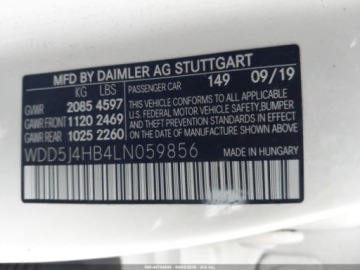 MFD BY DAIMLER AG STUTTGART
KG LBS
PASSENGER CAR 149 09/19
GVWR 2085 4597
GAWR FRONT 1120 2469
GAWR REAR 1025 2260
THIS VEHICLE CONFORMS TO ALL
APPLICABLE U.S. FEDERAL
MOTOR VEHICLE SAFETY, BUMPER,
AND THEFT PREVENTION
STANDARDS IN EFFECT ON THE
DATE OF MANUFACTURE
SHOWN ABOVE.
WDD5J4HB4LN059856
MADE IN HUNGARY